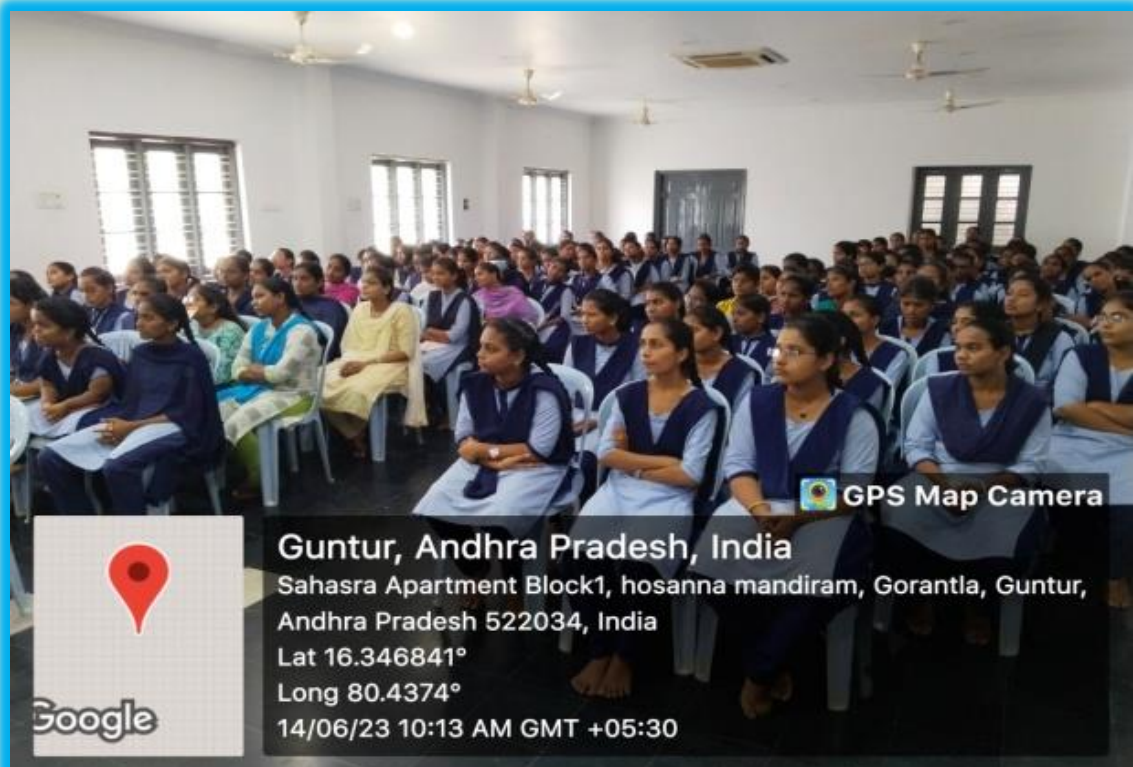 GPS Map Camera
Guntur, Andhra Pradesh, India
Sahasra Apartment Block1, hosanna mandiram, Gorantla, Guntur,
Andhra Pradesh 522034, India
Lat 16.346841°
Long 80.4374°
14/06/23 10:13 AM GMT +05:30
Google